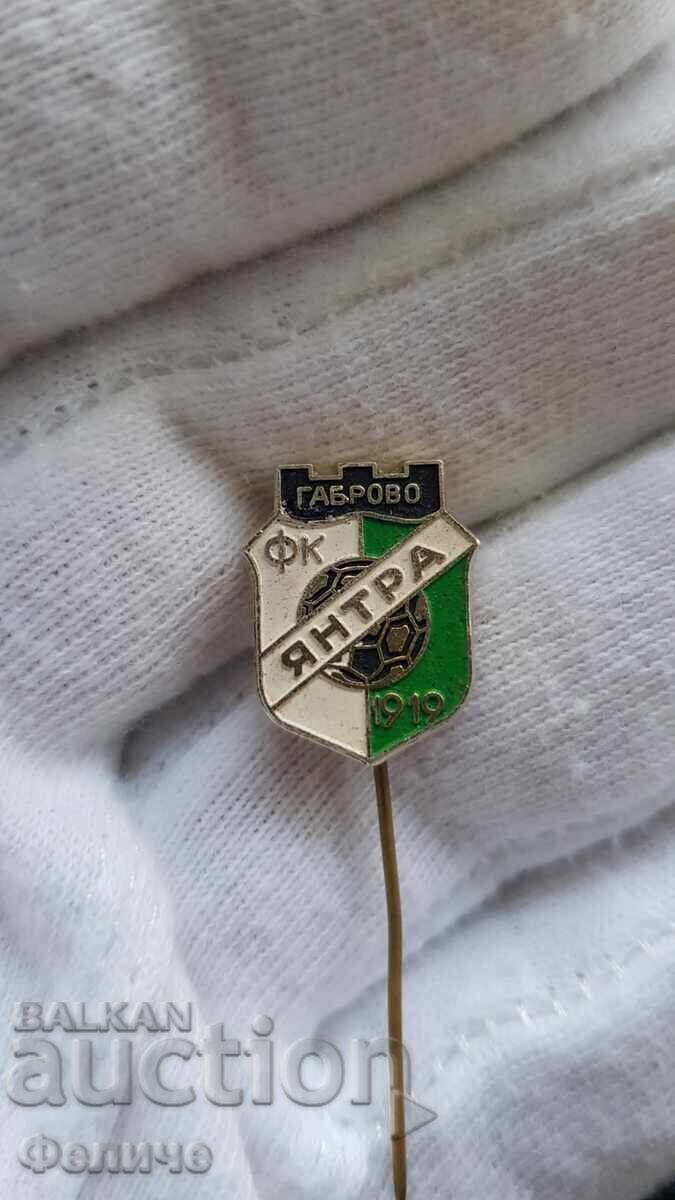 ГАБРОВО
ФК
ЯНТРА
1919
BALKAN
auction
Феличе